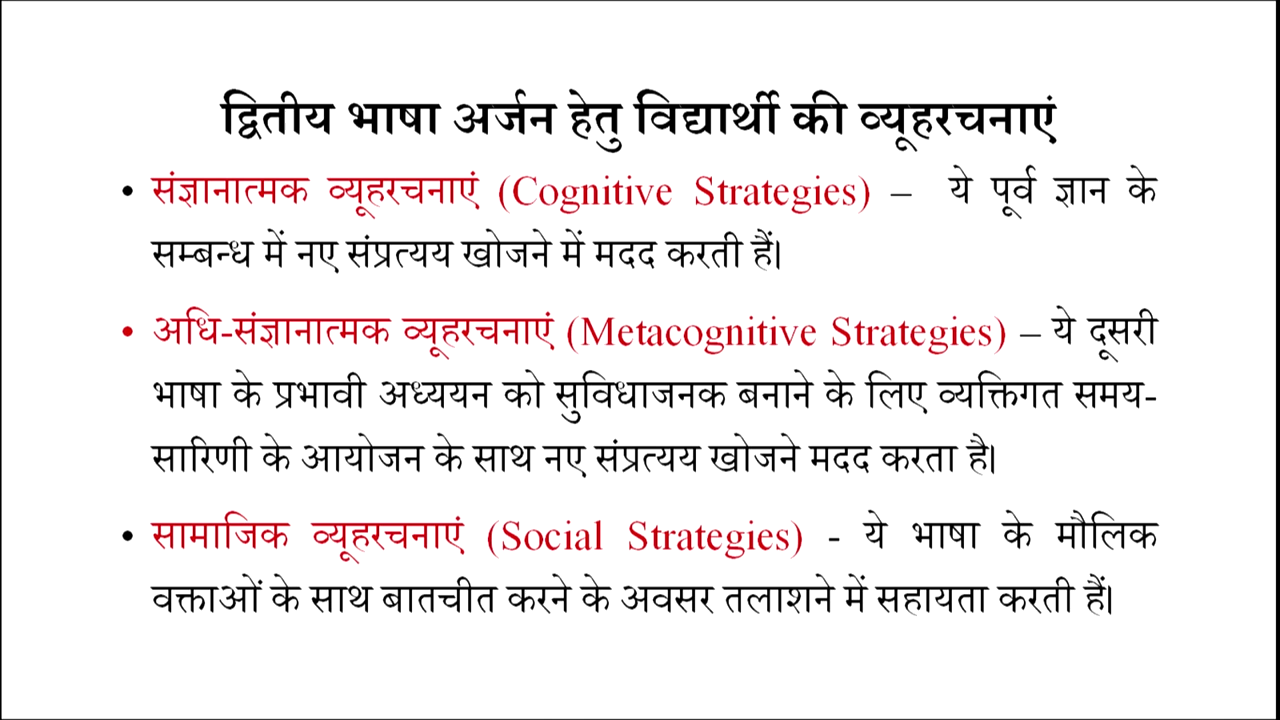 द्वितीय भाषा अर्जन हेतु विद्यार्थी की व्यूहरचनाएं
• संज्ञानात्मक व्यूहरचनाएं (Cognitive Strategies) – ये पूर्व ज्ञान के
सम्बन्ध में नए संप्रत्यय खोजने में मदद करती हैं।
• अधि-संज्ञानात्मक व्यूहरचनाएं (Metacognitive Strategies) – ये दूसरी
भाषा के प्रभावी अध्ययन को सुविधाजनक बनाने के लिए व्यक्तिगत समय-
सारिणी के आयोजन के साथ नए संप्रत्यय खोजने मदद करता है।
• सामाजिक व्यूहरचनाएं (Social Strategies) - ये भाषा के मौलिक
वक्ताओं के साथ बातचीत करने के अवसर तलाशने में सहायता करती हैं।